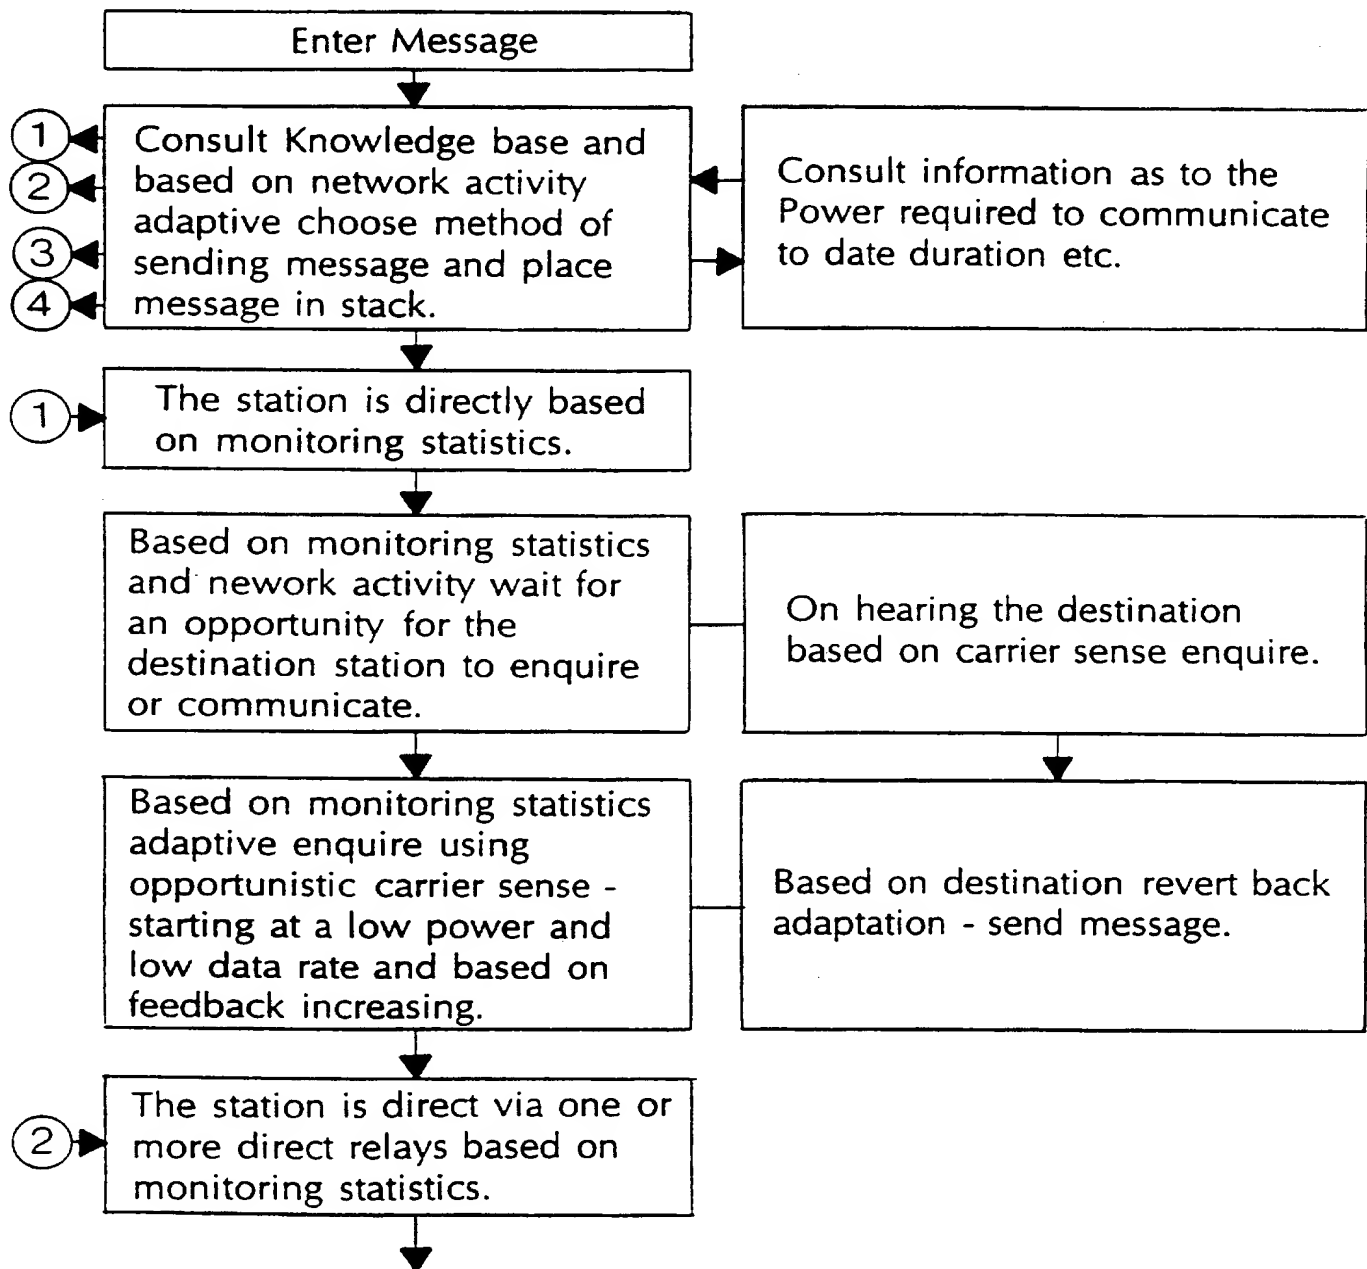 Enter Message
1
2
3
4
Consult Knowledge base and
based on network activity
adaptive choose method of
sending message and place
message in stack.
Consult information as to the
Power required to communicate
to date duration etc.
1
The station is directly based
on monitoring statistics.
Based on monitoring statistics
and nework activity wait for
an opportunity for the
destination station to enquire
or communicate.
On hearing the destination
based on carrier sense enquire.
Based on monitoring statistics
adaptive enquire using
opportunistic carrier sense -
starting at a low power and
low data rate and based on
feedback increasing.
Based on destination revert back
adaptation - send message.
2
The station is direct via one or
more direct relays based on
monitoring statistics.